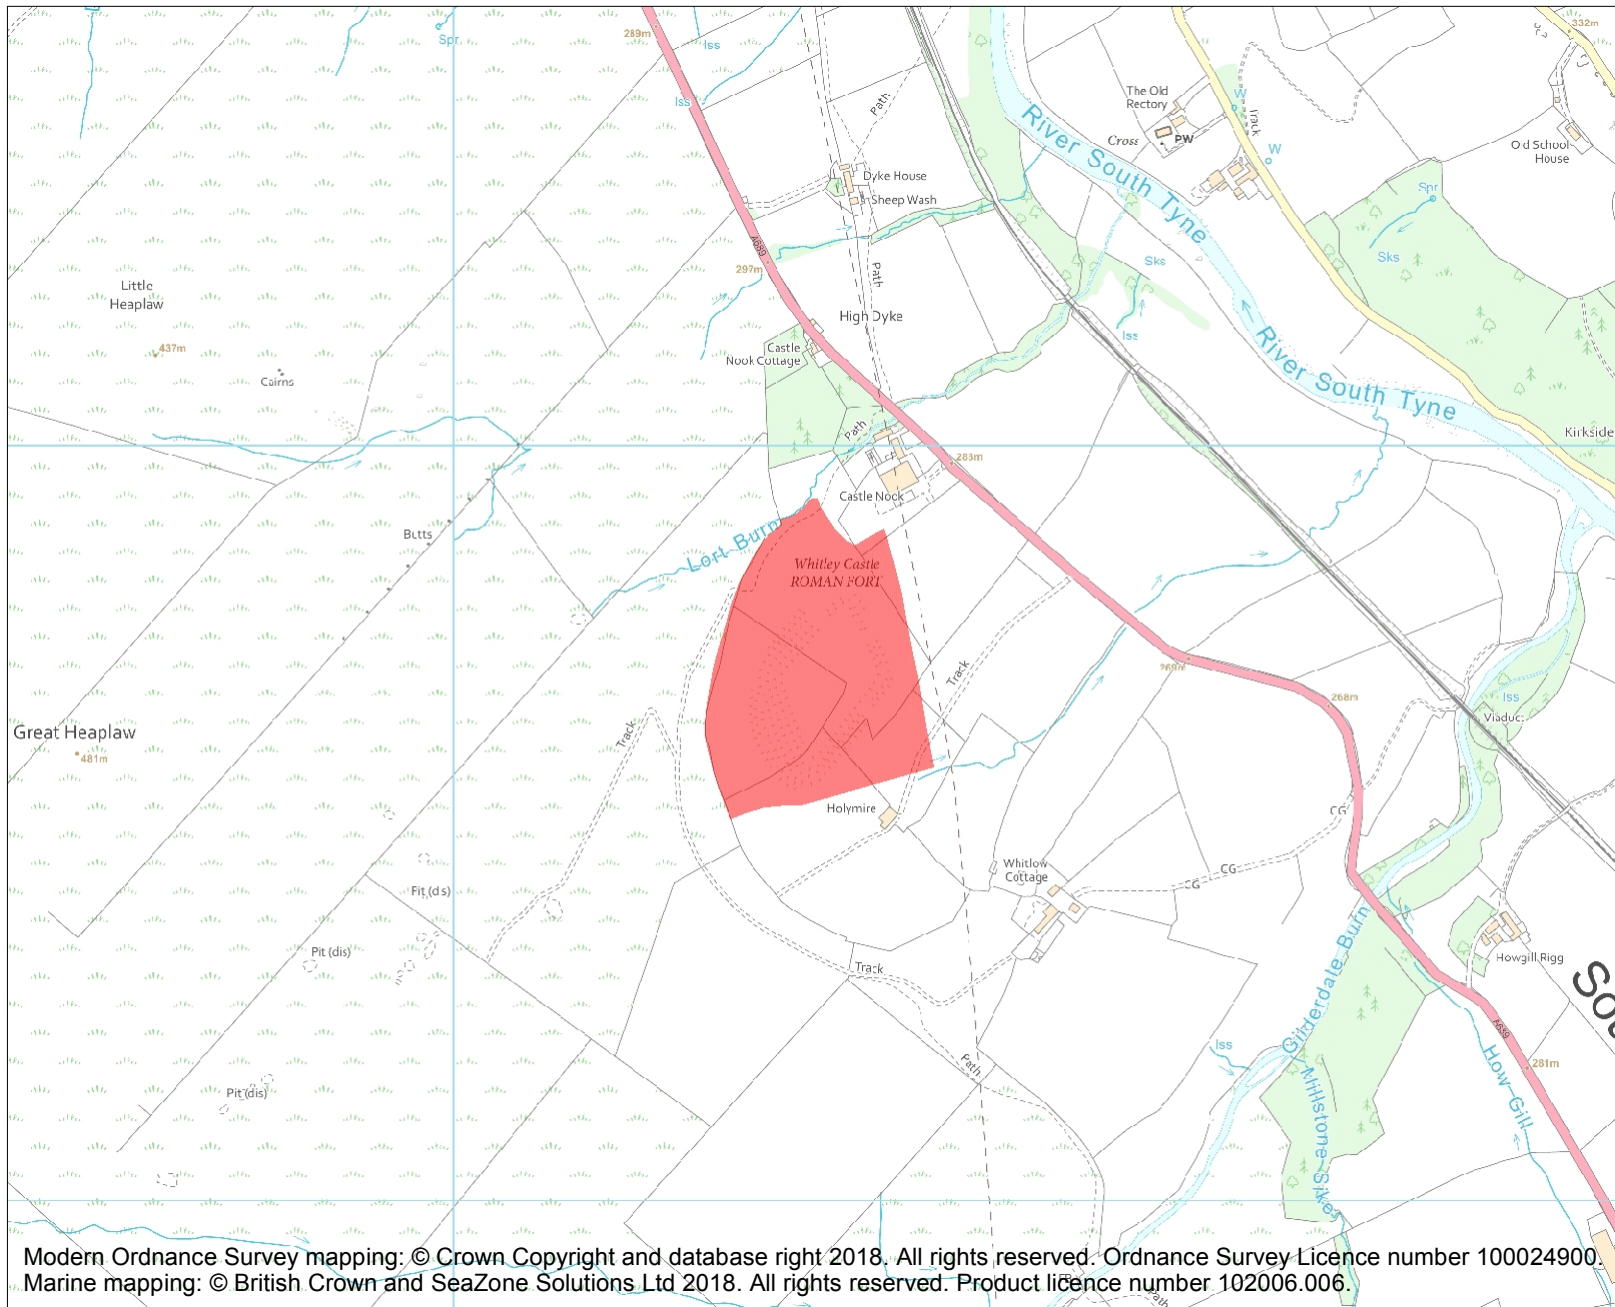 289m
Iss
Spr
332m
Iss
Path
The Old
Rectory
W
Track
Cross
PW
W
Old School
House
River South Tyne
Dyke House
Sheep Wash
Spr
Sks
A689
297m
Path
Sks
Iss
Little
Heaplaw
437m
Cairns
High Dyke
Castle
Nook Cottage
River South Tyne
Path
283m
Kirkside
Castle Nook
Butts
Lort Burn
Whitley Castle
ROMAN FORT
Track
269m
268m
Iss
Viaduct
Great Heaplaw
481m
Track
Holymire
CG
Whitlow
Cottage
CG
CG
Pit (dis)
Pit (dis)
Track
Howgill Rigg
Gilderdale Burn
Sou
A689
Iss
Path
281m
How Gill
Millstone Sike
Pit (dis)
Modern Ordnance Survey mapping: © Crown Copyright and database right 2018. All rights reserved. Ordnance Survey Licence number 100024900.
Marine mapping: © British Crown and SeaZone Solutions Ltd 2018. All rights reserved. Product licence number 102006.006.
Path